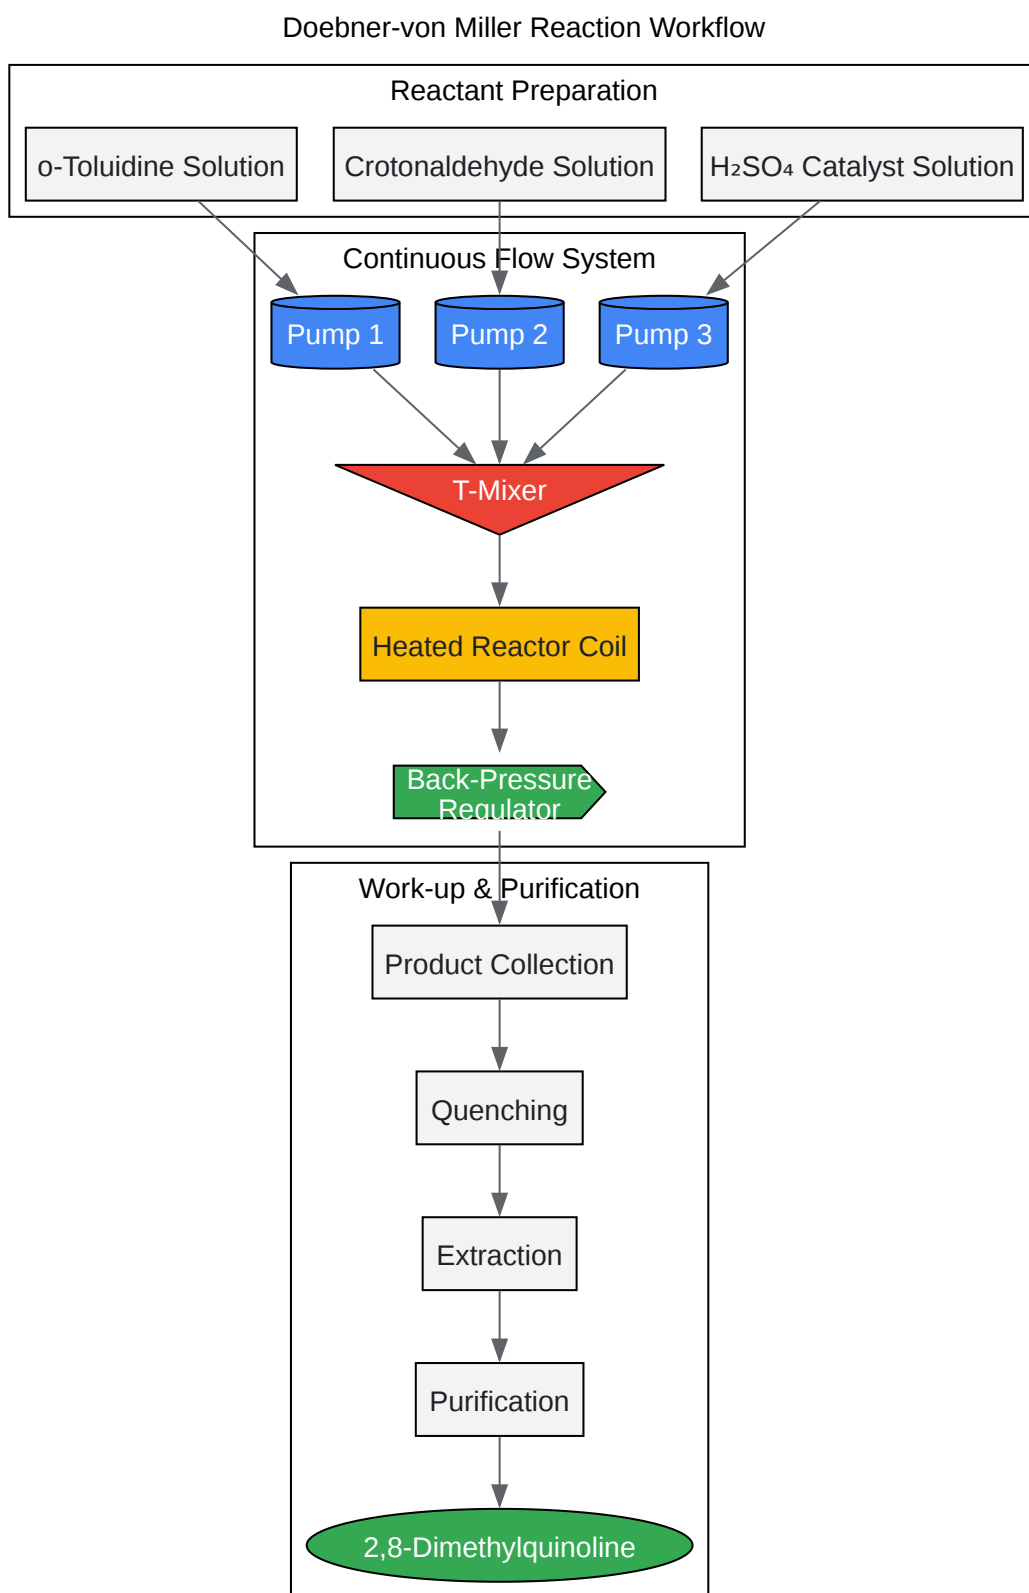 Doebner-von Miller Reaction Workflow
Reactant Preparation
o-Toluidine Solution
Crotonaldehyde Solution
H₂SO₄ Catalyst Solution
Continuous Flow System
Pump 1
Pump 2
Pump 3
T-Mixer
Heated Reactor Coil
Back-Pressure
Regulator
Work-up & Purification
Product Collection
Quenching
Extraction
Purification
2,8-Dimethylquinoline